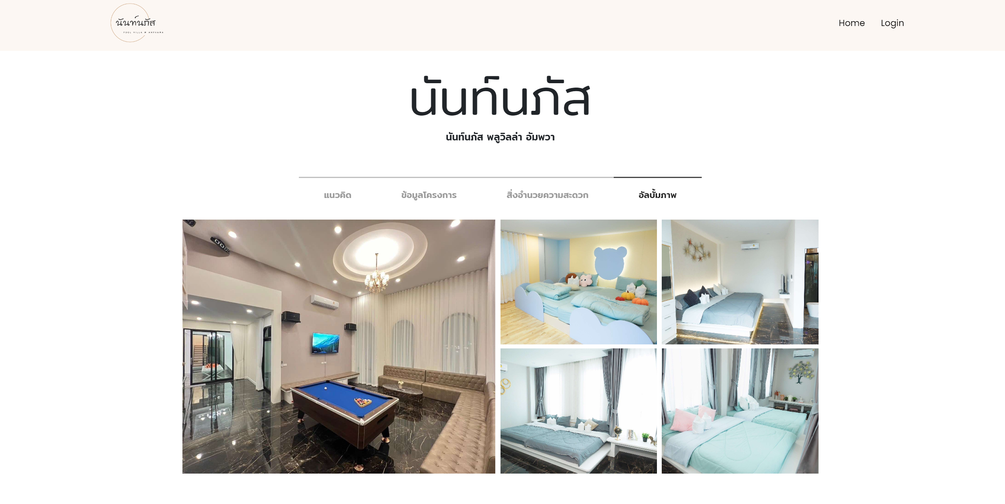 นันท์นภัส
POOL VILLA @ AMPHAWA
Home
Login
นันท์นภัส
นันท์นภัส พลูวิลล่า อัมพวา
แนวคิด
ข้อมูลโครงการ
สิ่งอำนวยความสะดวก
อัลบั้มภาพ